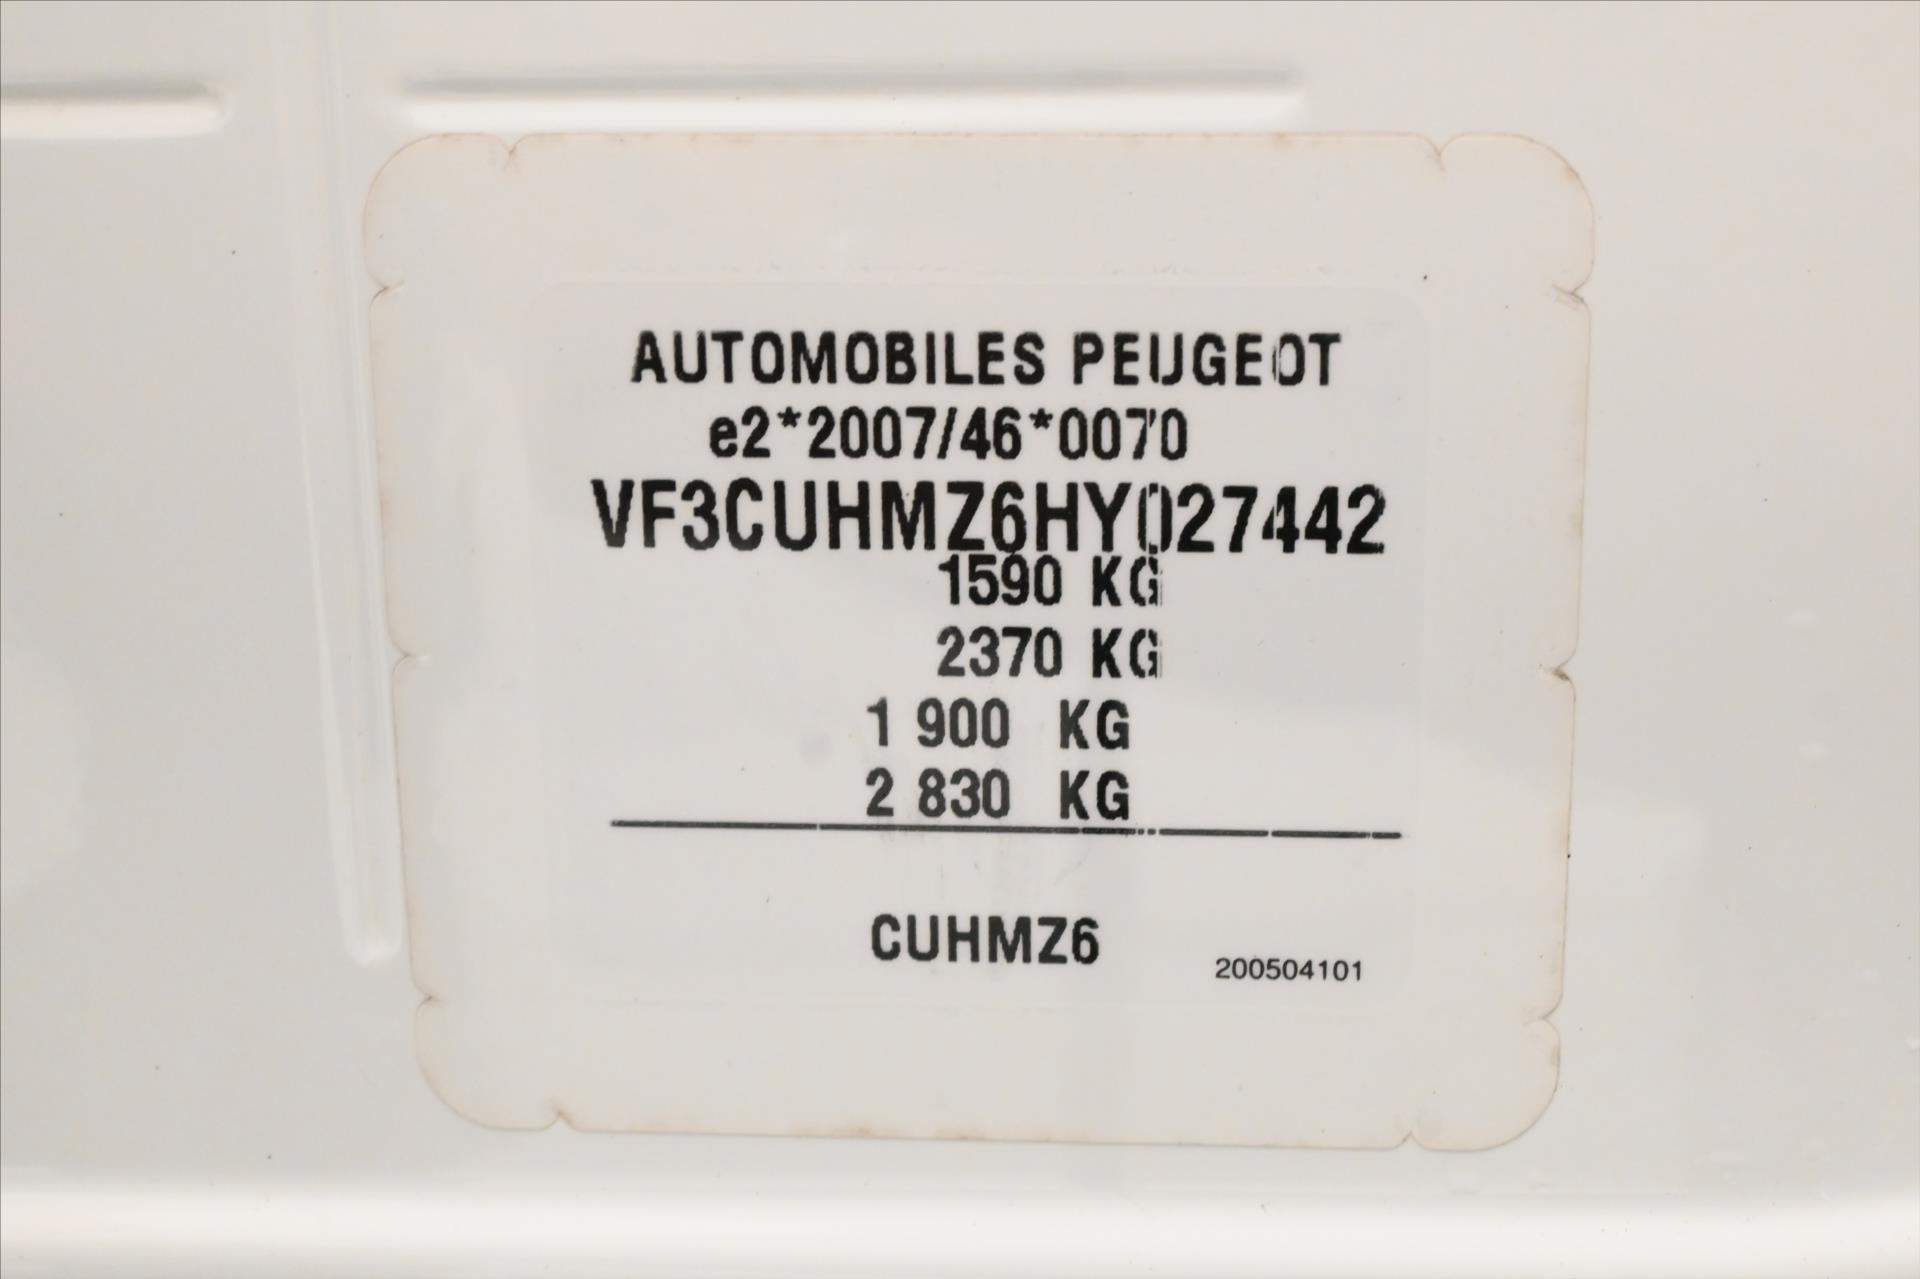 AUTOMOBILES PEUGEOT
e2*2007/46*0070
VF3CUHMZ6HY027442
1590 KG
2370 KG
1 900 KG
2 830 KG
CUHMZ6
200504101